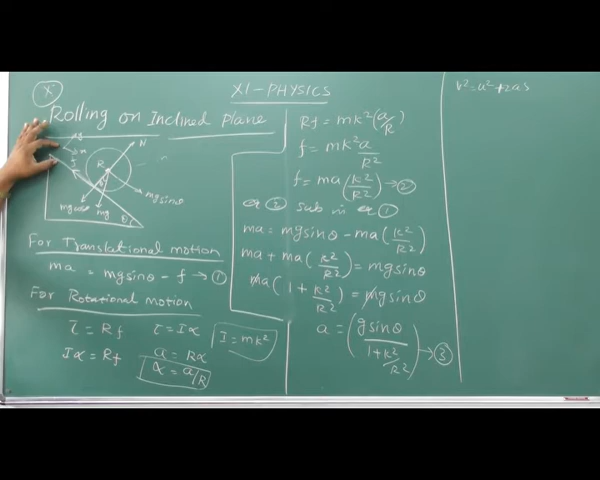 X
XI-PHYSICS
Rolling on Inclined plane
N
R
f
mg sinθ
mg
θ
For Translational motion
ma = mg sinθ - f → ①
For Rotational motion
τ = Rf τ = Iα
I = mk²
Iα = Rf a = Rα
α = a/R
Rf = mk² (a/R)
f = mk² a/R²
f = ma (k²/R²) → ②
eq ② sub in eq ①
ma = mg sinθ - ma (k²/R²)
ma + ma (k²/R²) = mg sinθ
ma (1 + k²/R²) = mg sinθ
a = (g sinθ / 1 + k²/R²) → ③
v² = u² + 2as